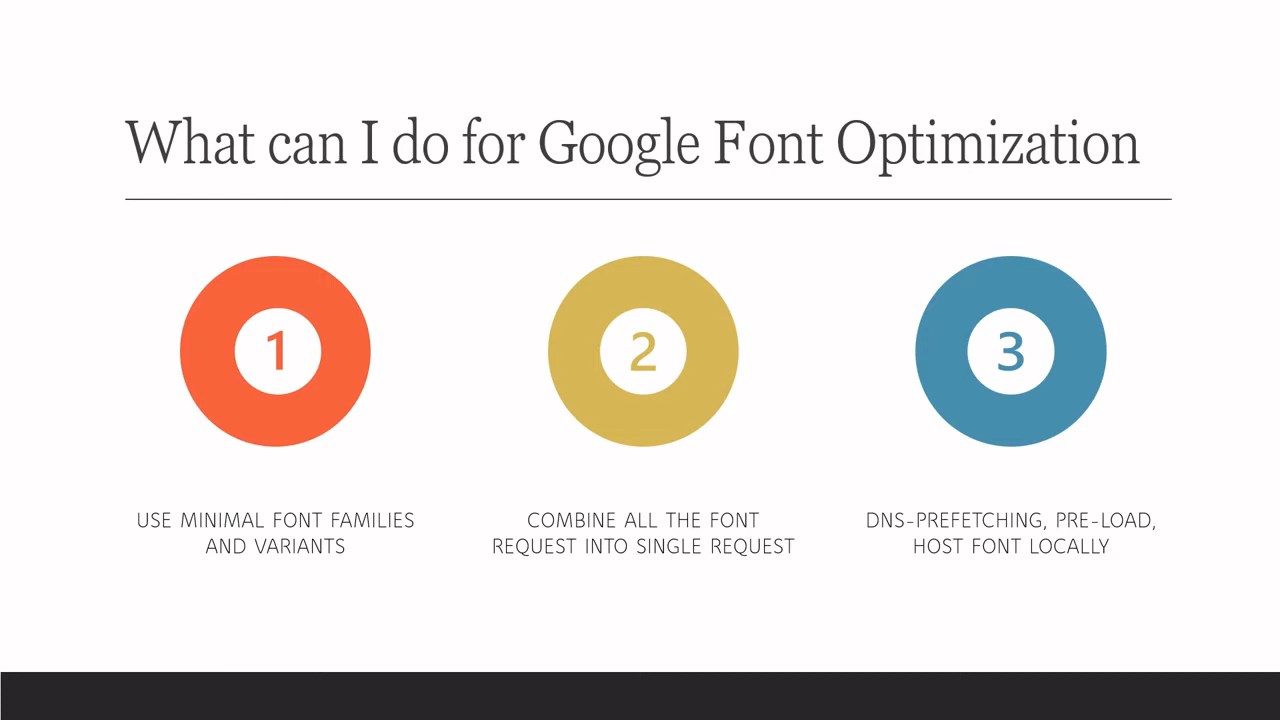 What can I do for Google Font Optimization
1
2
3
USE MINIMAL FONT FAMILIES
AND VARIANTS
COMBINE ALL THE FONT
REQUEST INTO SINGLE REQUEST
DNS-PREFETCHING, PRE-LOAD,
HOST FONT LOCALLY